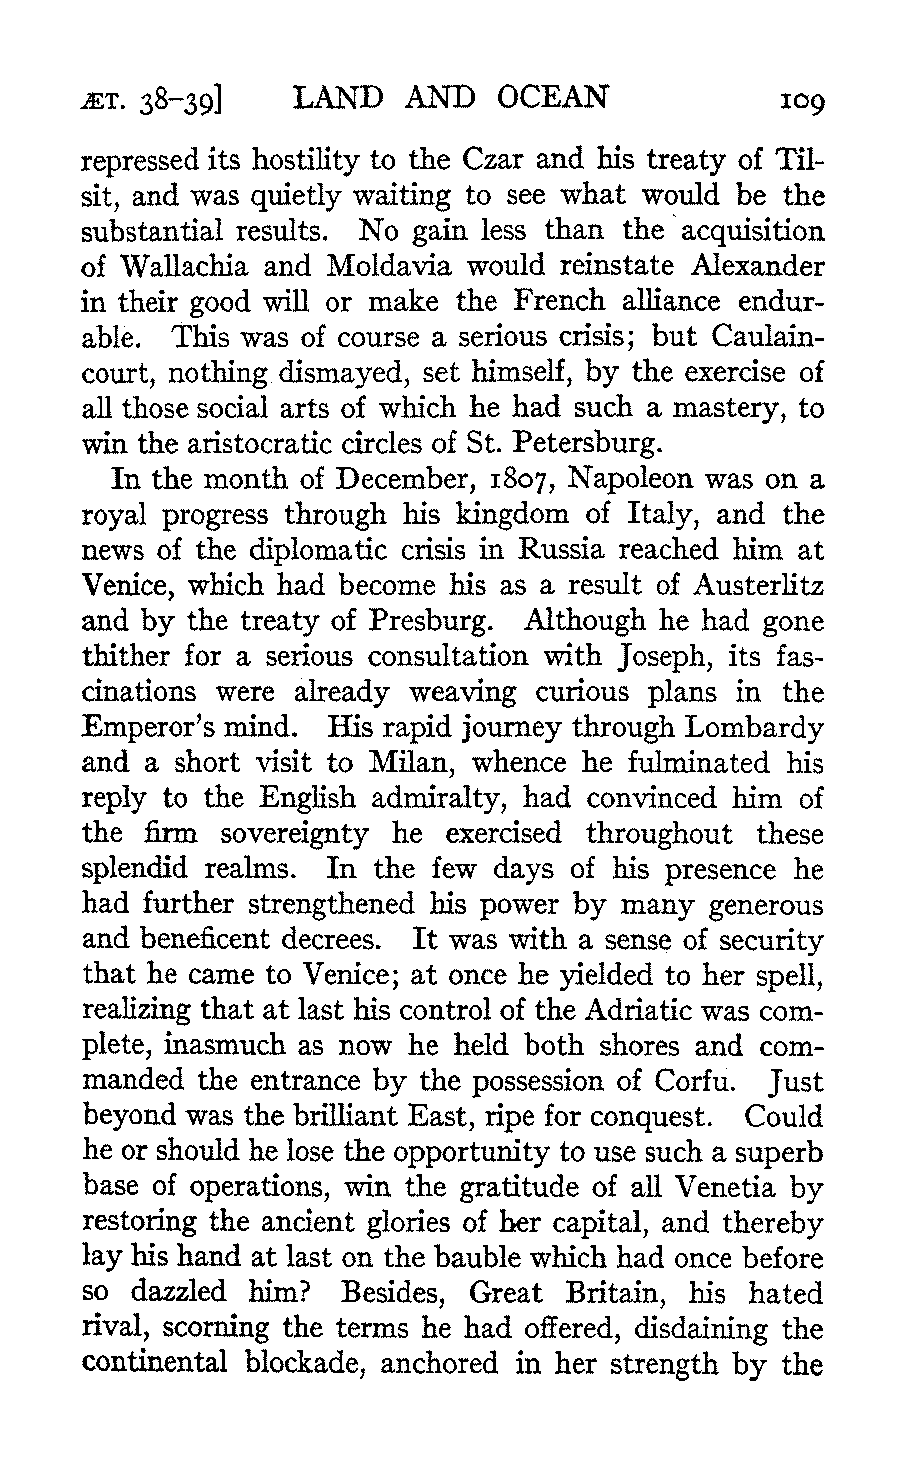 ÆT. 38–39] LAND AND OCEAN 109
repressed its hostility to the Czar and his treaty of Til-
sit, and was quietly waiting to see what would be the
substantial results. No gain less than the acquisition
of Wallachia and Moldavia would reinstate Alexander
in their good will or make the French alliance endur-
able. This was of course a serious crisis; but Caulain-
court, nothing dismayed, set himself, by the exercise of
all those social arts of which he had such a mastery, to
win the aristocratic circles of St. Petersburg.
In the month of December, 1807, Napoleon was on a
royal progress through his kingdom of Italy, and the
news of the diplomatic crisis in Russia reached him at
Venice, which had become his as a result of Austerlitz
and by the treaty of Presburg. Although he had gone
thither for a serious consultation with Joseph, its fas-
cinations were already weaving curious plans in the
Emperor's mind. His rapid journey through Lombardy
and a short visit to Milan, whence he fulminated his
reply to the English admiralty, had convinced him of
the firm sovereignty he exercised throughout these
splendid realms. In the few days of his presence he
had further strengthened his power by many generous
and beneficent decrees. It was with a sense of security
that he came to Venice; at once he yielded to her spell,
realizing that at last his control of the Adriatic was com-
plete, inasmuch as now he held both shores and com-
manded the entrance by the possession of Corfu. Just
beyond was the brilliant East, ripe for conquest. Could
he or should he lose the opportunity to use such a superb
base of operations, win the gratitude of all Venetia by
restoring the ancient glories of her capital, and thereby
lay his hand at last on the bauble which had once before
so dazzled him? Besides, Great Britain, his hated
rival, scorning the terms he had offered, disdaining the
continental blockade, anchored in her strength by the